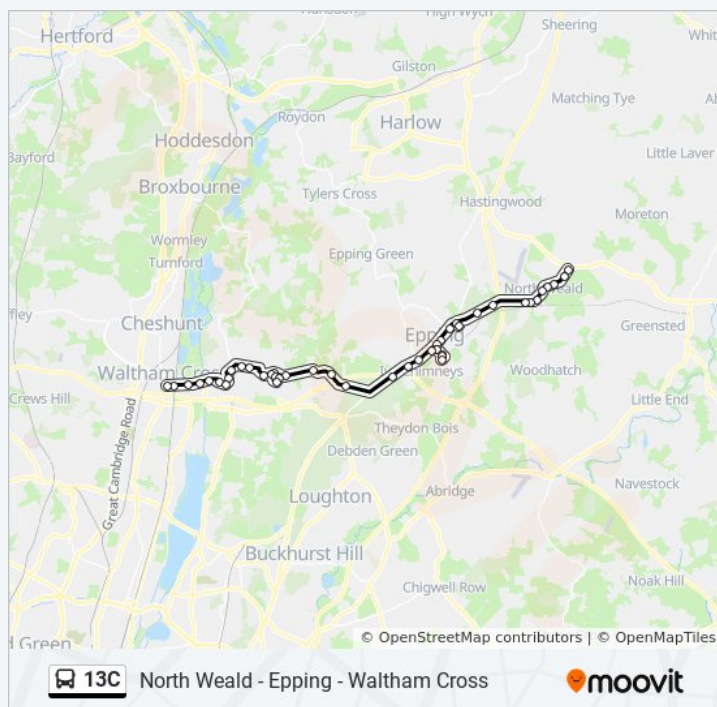 Sheering
Hertford
High Wych
Gilston
Matching Tye
Harlow
Roydon
Hoddesdon
Bayford
Little Laver
Broxbourne
Tylers Cross
Hastingwood
Moreton
Wormley
Epping Green
Turnford
North Weald
Cheshunt
Epping
Greensted
Waltham Cross
Crews Hill
Woodhatch
Little End
Theydon Bois
Debden Green
Great Cambridge Road
Navestock
Loughton
Abridge
Buckhurst Hill
Chigwell Row
Noak Hill
© OpenStreetMap contributors | © OpenMapTiles
13C North Weald - Epping - Waltham Cross moovit